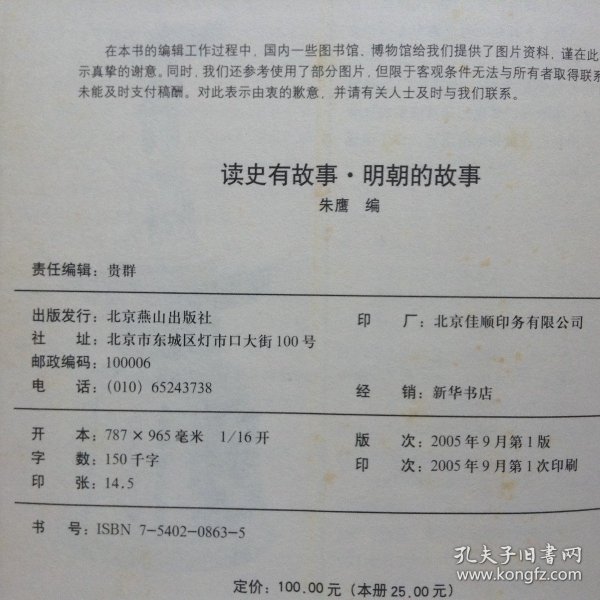 在本书的编辑工作过程中，国内一些图书馆、博物馆给我们提供了图片资料，谨在此
示真挚的谢意。同时，我们还参考使用了部分图片，但限于客观条件无法与所有者取得联系
未能及时支付稿酬。对此表示由衷的歉意，并请有关人士及时与我们联系。
读史有故事·明朝的故事
朱鹰 编
责任编辑：贵群
出版发行：北京燕山出版社
印 厂：北京佳顺印务有限公司
社 址：北京市东城区灯市口大街100号
邮政编码：100006
电 话：(010) 65243738
经 销：新华书店
开 本：787×965毫米 1/16开
版 次：2005年9月第1版
字 数：150千字
印 次：2005年9月第1次印刷
印 张：14.5
书 号：ISBN 7-5402-0863-5
定价：100.00元（本册25.00元）
孔夫子旧书网
www.kongfz.com